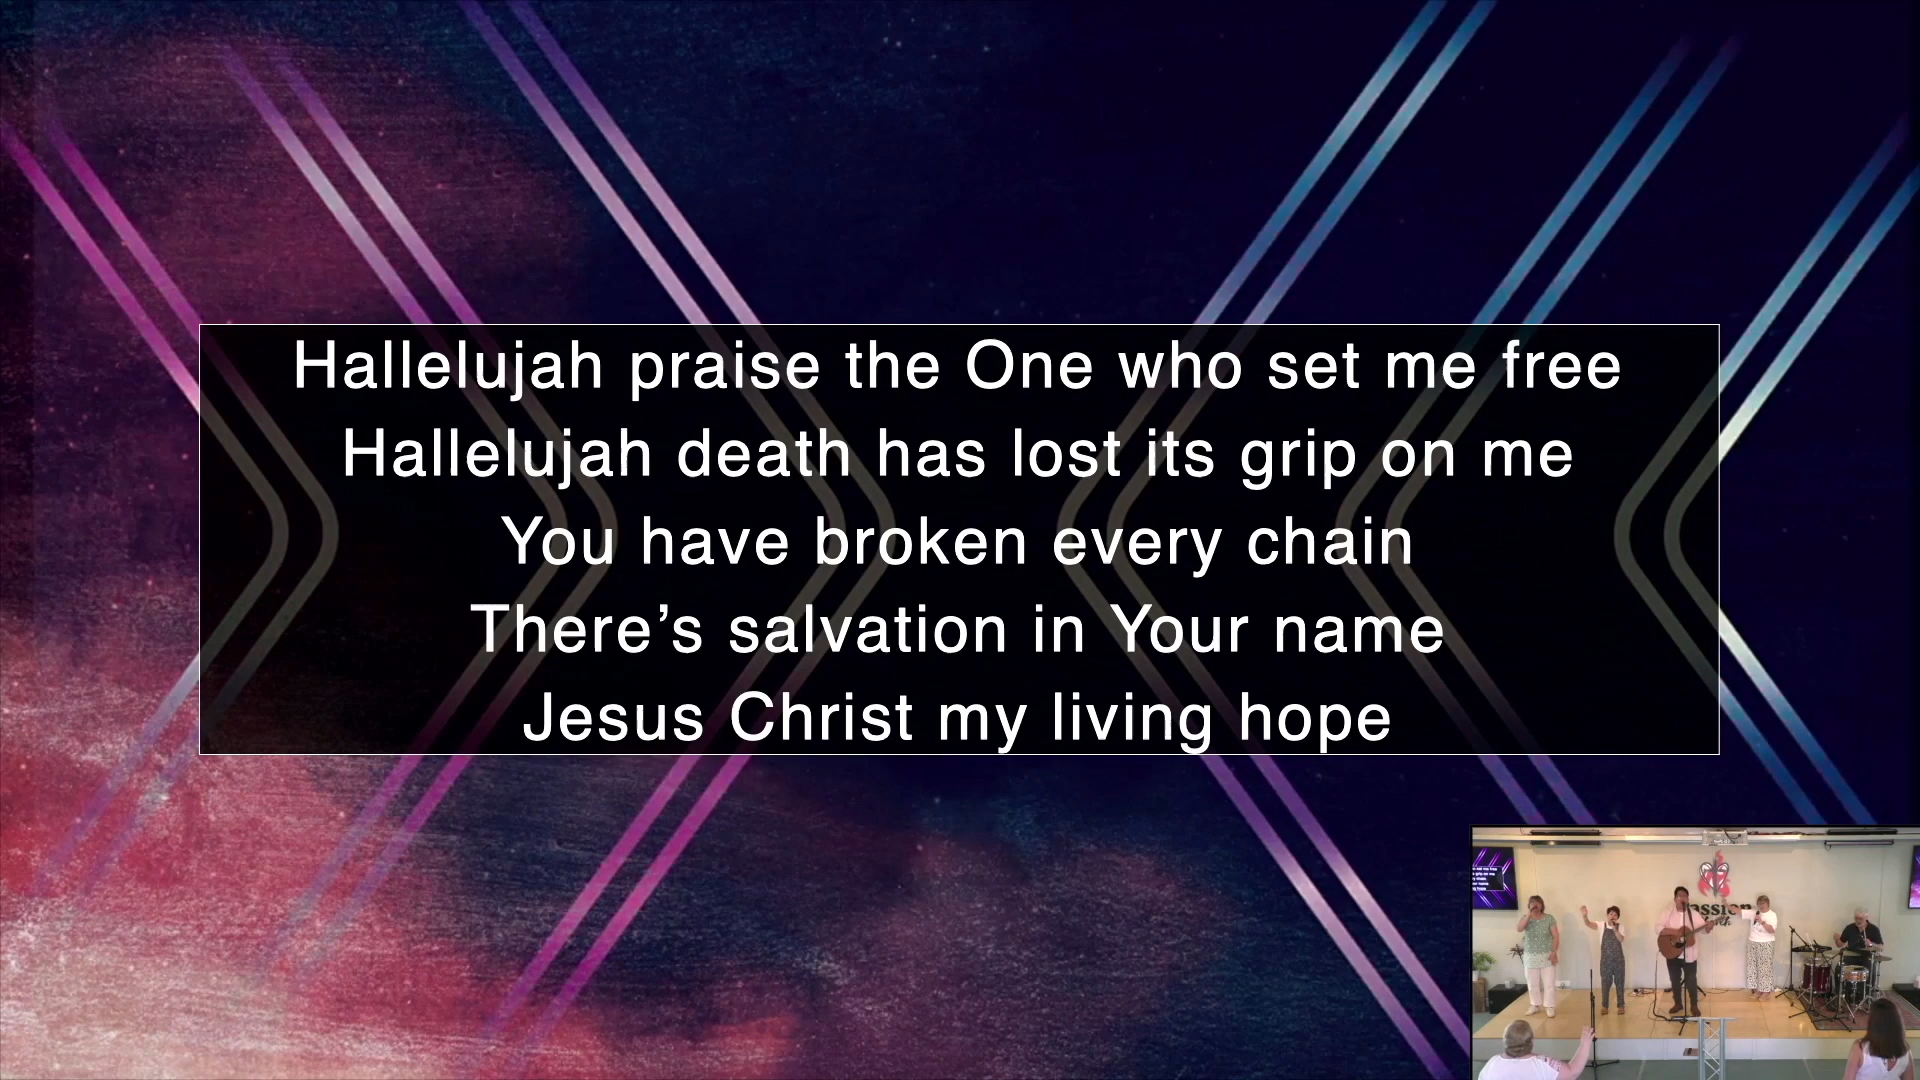 Hallelujah praise the One who set me free
Hallelujah death has lost its grip on me
You have broken every chain
There’s salvation in Your name
Jesus Christ my living hope